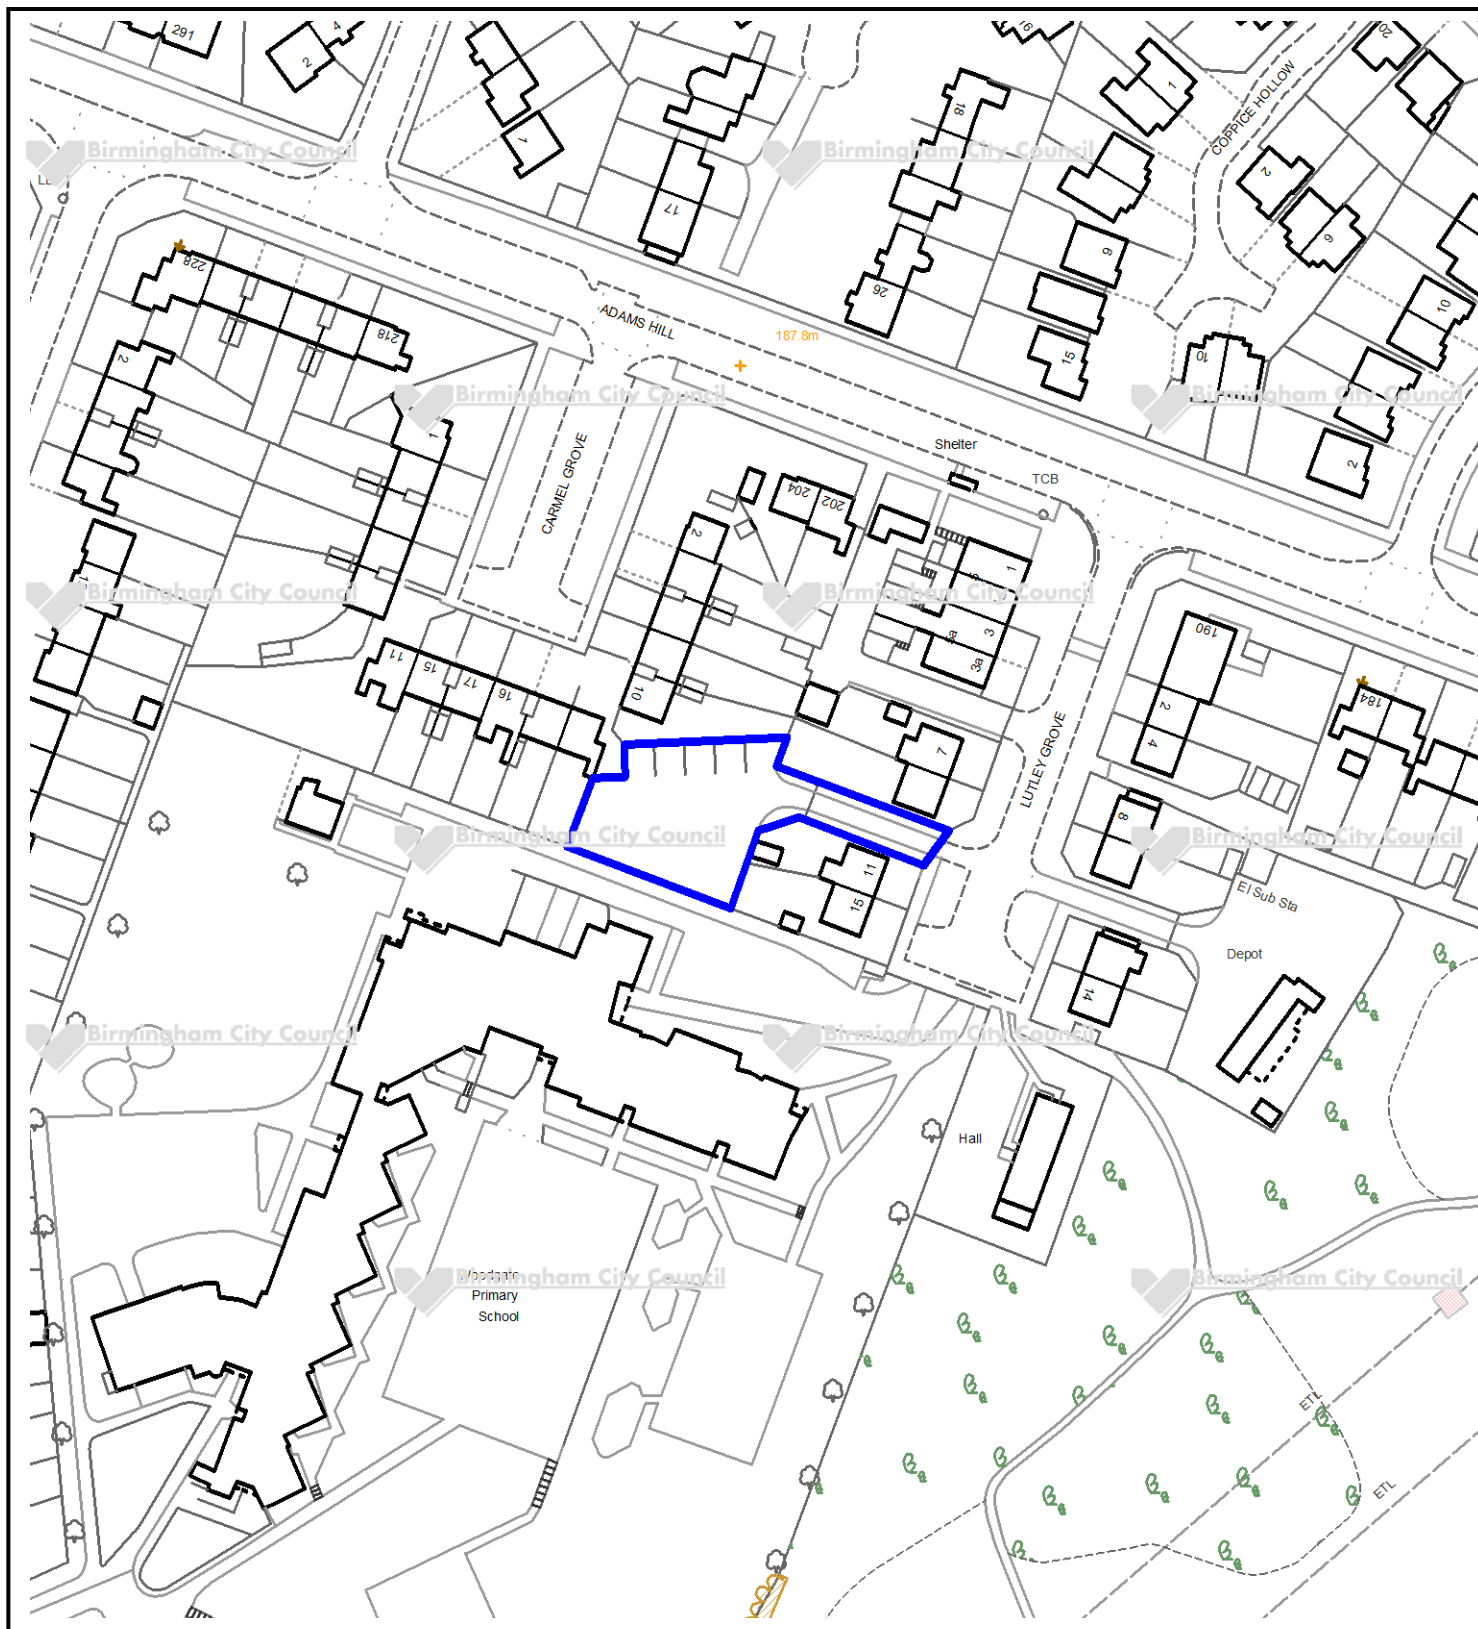 291
4
2
16
20
1
COPPICE HOLLOW
18
1
Birmingham City Council
Birmingham City Council
2
17
9
6
228
26
10
ADAMS HILL
187.8m
218
2
15
10
Birmingham City Council
Birmingham City Council
1
Shelter
2
CARMEL GROVE
TCB
204
202
2
1
5
Birmingham City Council
Birmingham City Council
3
5a
190
3a
11
15
17
16
10
184
2
4
7
LUTLEY GROVE
8
Birmingham City Council
Birmingham City Council
11
15
El Sub Sta
Depot
14
Birmingham City Council
Birmingham City Council
Hall
Birmingham City Council
Birmingham City Council
Woodgate
Primary
School
ETL
ETL